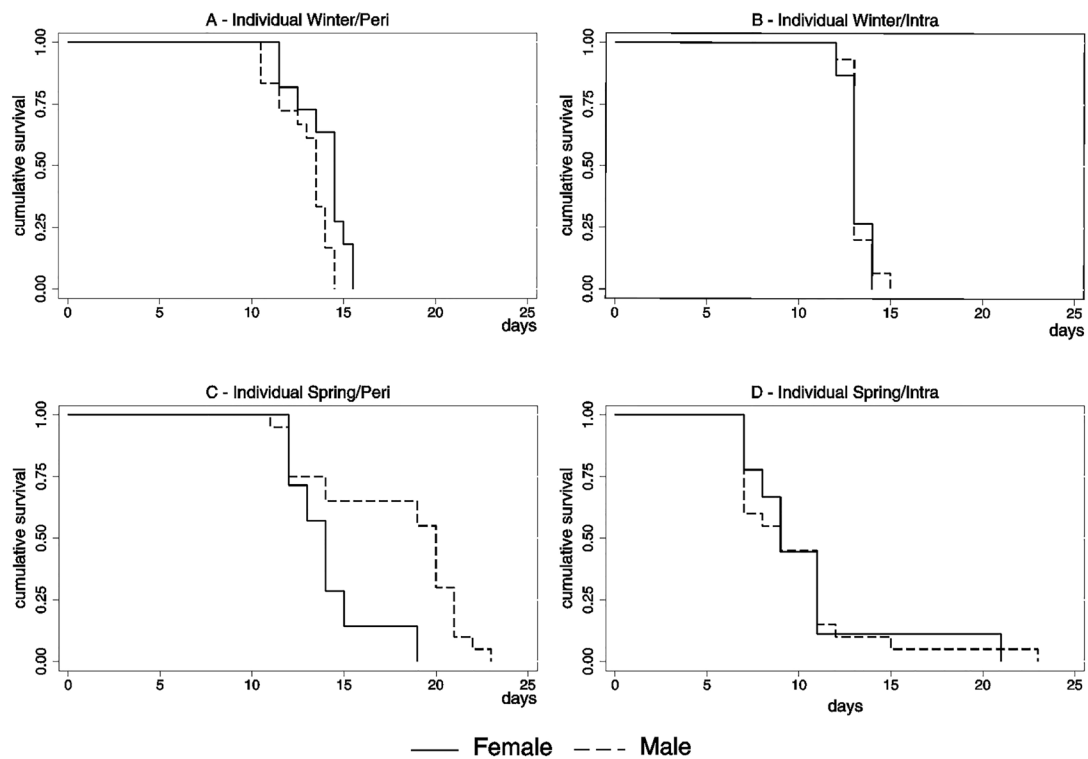 A - Individual Winter/Peri
cumulative survival
1.00
0.75
0.50
0.25
0.00
0 5 10 15 20 25
days
B - Individual Winter/Intra
cumulative survival
1.00
0.75
0.50
0.25
0.00
0 5 10 15 20 25
days
C - Individual Spring/Peri
cumulative survival
1.00
0.75
0.50
0.25
0.00
0 5 10 15 20 25
days
D - Individual Spring/Intra
cumulative survival
1.00
0.75
0.50
0.25
0.00
0 5 10 15 20 25
days
Female Male